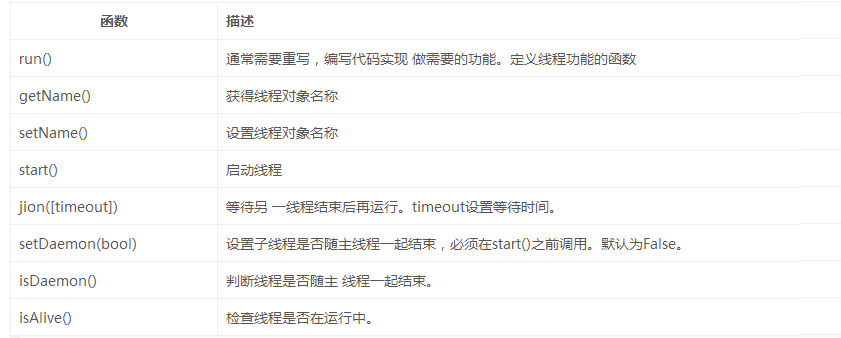 函数 描述
run() 通常需要重写，编写代码实现 做需要的功能。定义线程功能的函数
getName() 获得线程对象名称
setName() 设置线程对象名称
start() 启动线程
jion([timeout]) 等待另 一线程结束后再运行。timeout设置等待时间。
setDaemon(bool) 设置子线程是否随主线程一起结束，必须在start()之前调用。默认为False。
isDaemon() 判断线程是否随主 线程一起结束。
isAlive() 检查线程是否在运行中。